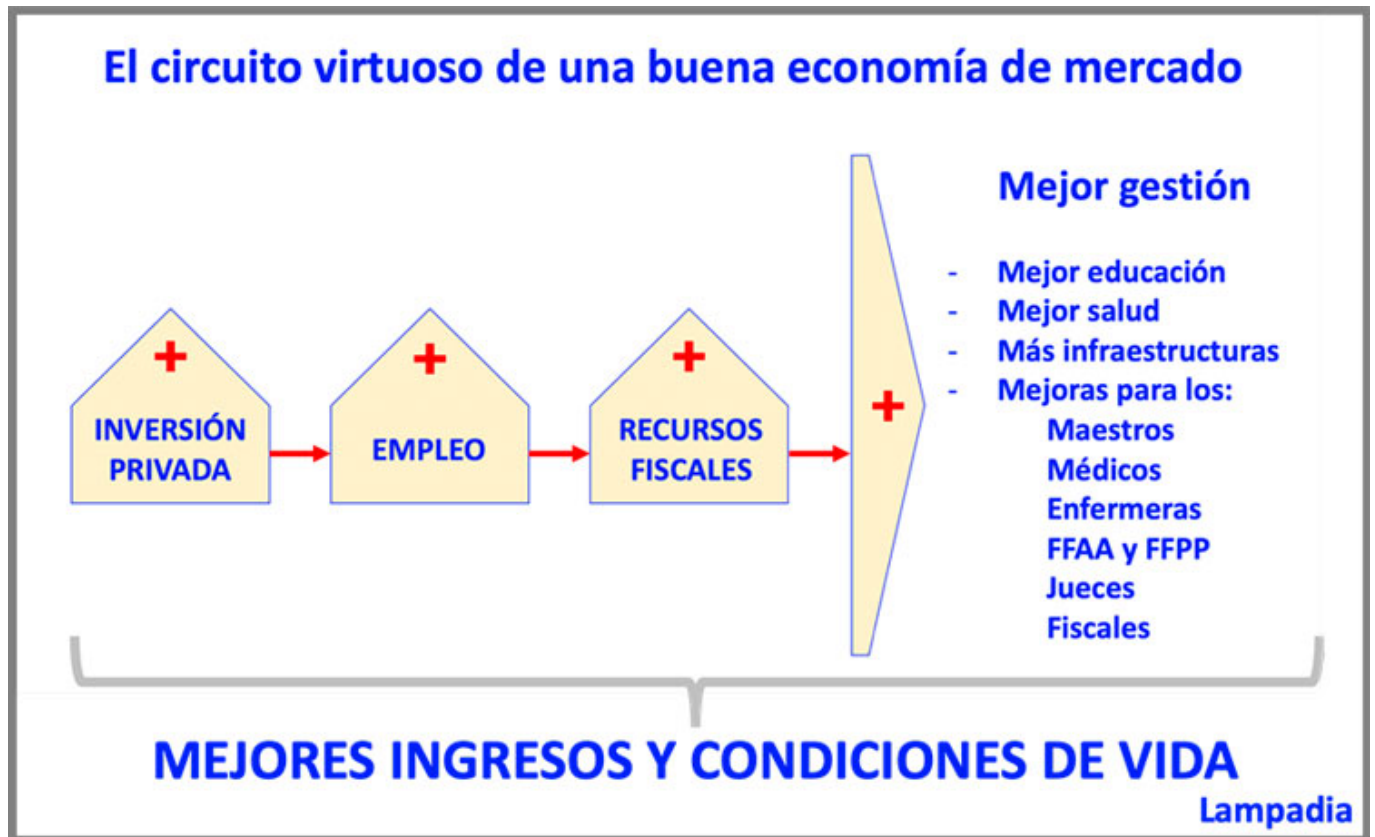 El circuito virtuoso de una buena economía de mercado
+
INVERSIÓN
PRIVADA
+
EMPLEO
+
RECURSOS
FISCALES
+
Mejor gestión
- Mejor educación
- Mejor salud
- Más infraestructuras
- Mejoras para los:
Maestros
Médicos
Enfermeras
FFAA y FFPP
Jueces
Fiscales
MEJORES INGRESOS Y CONDICIONES DE VIDA
Lampadia